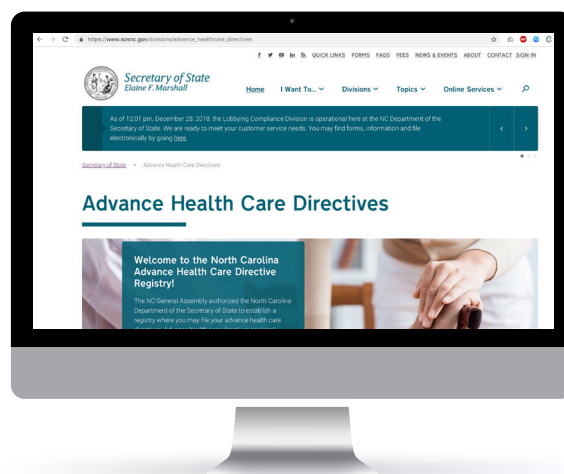 https://www.sosnc.gov/divisions/advance_healthcare_directives
QUICK LINKS FORMS FAQS FEES NEWS & EVENTS ABOUT CONTACT SIGN IN
Secretary of State
Elaine F. Marshall
Home I Want To... Divisions Topics Online Services
As of 12:01 pm, December 28, 2018, the Lobbying Compliance Division is operational here at the NC Department of the
Secretary of State. We are ready to meet your customer service needs. You may find forms, information and file
electronically by going here.
Secretary of State • Advance Health Care Directives
Advance Health Care Directives
Welcome to the North Carolina
Advance Health Care Directive
Registry!
The NC General Assembly authorized the North Carolina
Department of the Secretary of State to establish a
registry where you may file your advance health care